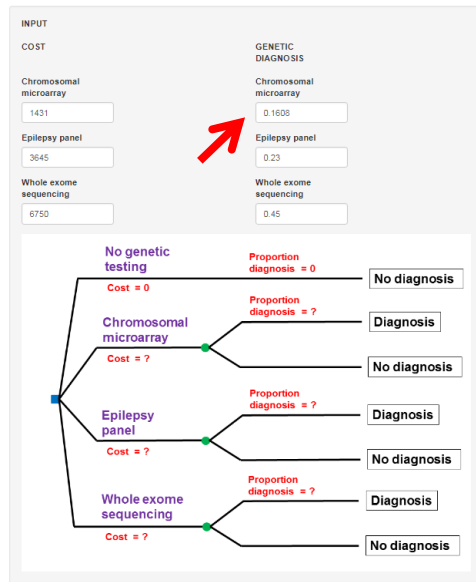 INPUT
COST
GENETIC
DIAGNOSIS
Chromosomal
microarray
Chromosomal
microarray
1431
0.1608
Epilepsy panel
Epilepsy panel
3645
0.23
Whole exome
sequencing
Whole exome
sequencing
6750
0.45
No genetic
testing
Cost = 0
Proportion
diagnosis = 0
No diagnosis
Chromosomal
microarray
Cost = ?
Proportion
diagnosis = ?
Diagnosis
No diagnosis
Epilepsy
panel
Cost = ?
Proportion
diagnosis = ?
Diagnosis
No diagnosis
Whole exome
sequencing
Cost = ?
Proportion
diagnosis = ?
Diagnosis
No diagnosis